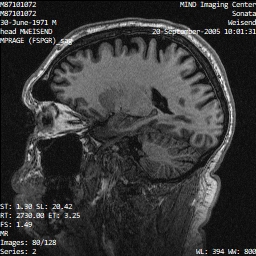 M87101072
M87101072
30-June-1971 M
head MWEISEND
MPRAGE (FSPGR)_sag
MIND Imaging Center
Sonata
Weisend
20-September-2005 10:01:31
ST: 1.30 SL: 20.42
RT: 2730.00 ET: 3.25
FS: 1.49
MR
Images: 80/128
Series: 2
WL: 394 WW: 800